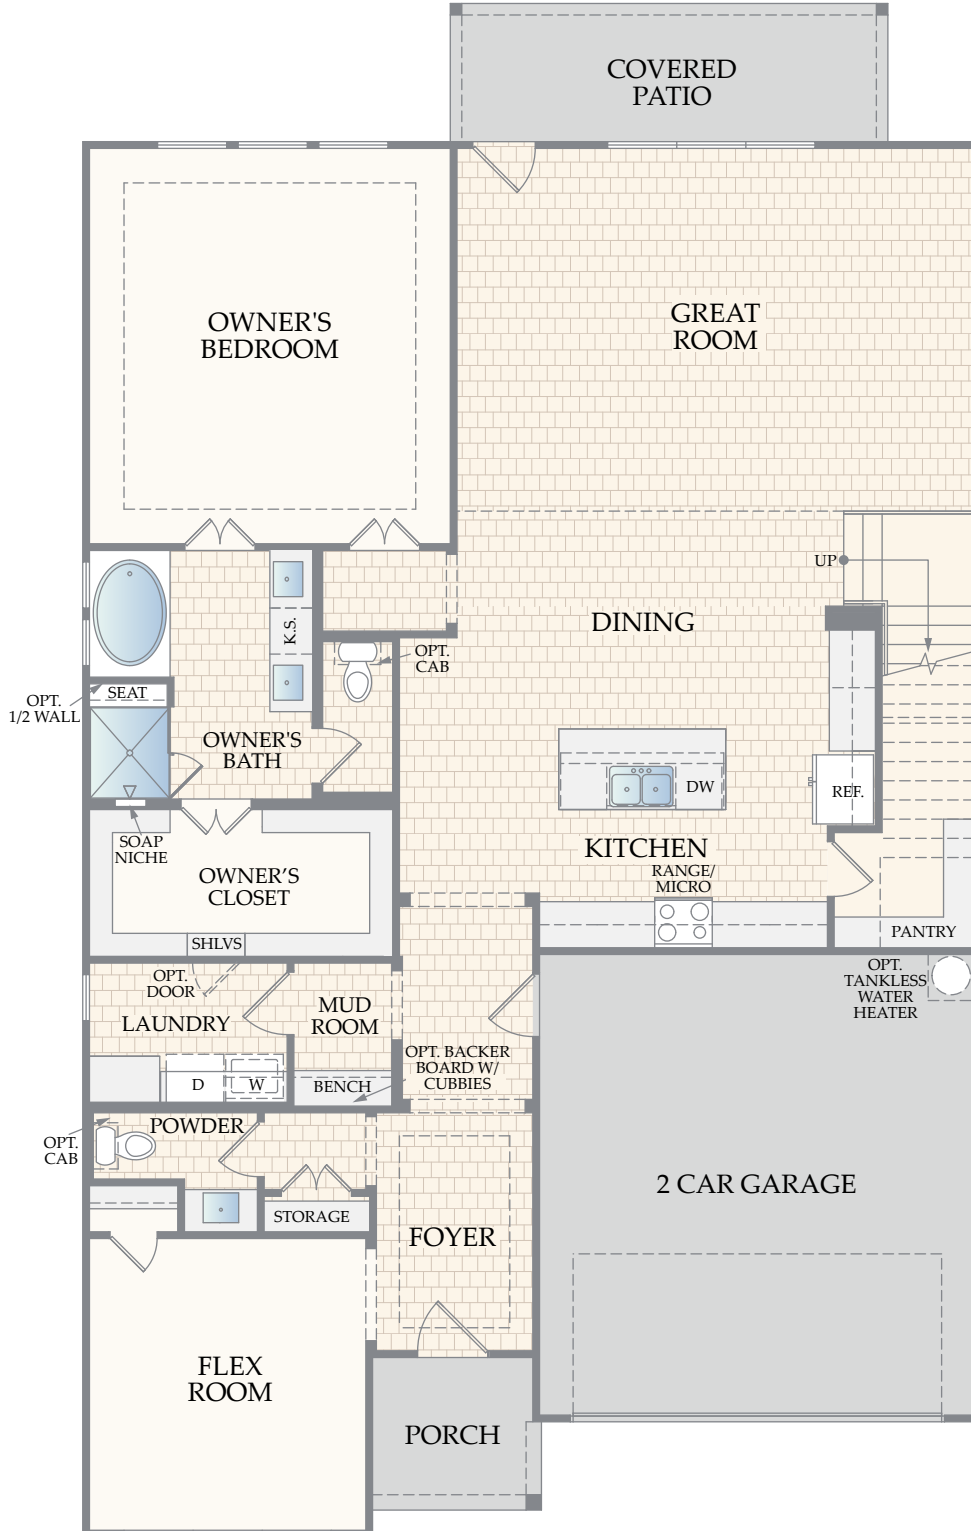 COVERED
PATIO
GREAT
ROOM
OWNER'S
BEDROOM
UP
DINING
K.S.
OPT.
CAB
SEAT
OPT.
1/2 WALL
OWNER'S
BATH
DW
REF.
SOAP
NICHE
KITCHEN
RANGE/
MICRO
OWNER'S
CLOSET
SHLVS
PANTRY
OPT.
DOOR
LAUNDRY
MUD
ROOM
OPT.
TANKLESS
WATER
HEATER
OPT. BACKER
BOARD W/
CUBBIES
D
W
BENCH
POWDER
OPT.
CAB
2 CAR GARAGE
STORAGE
FOYER
FLEX
ROOM
PORCH